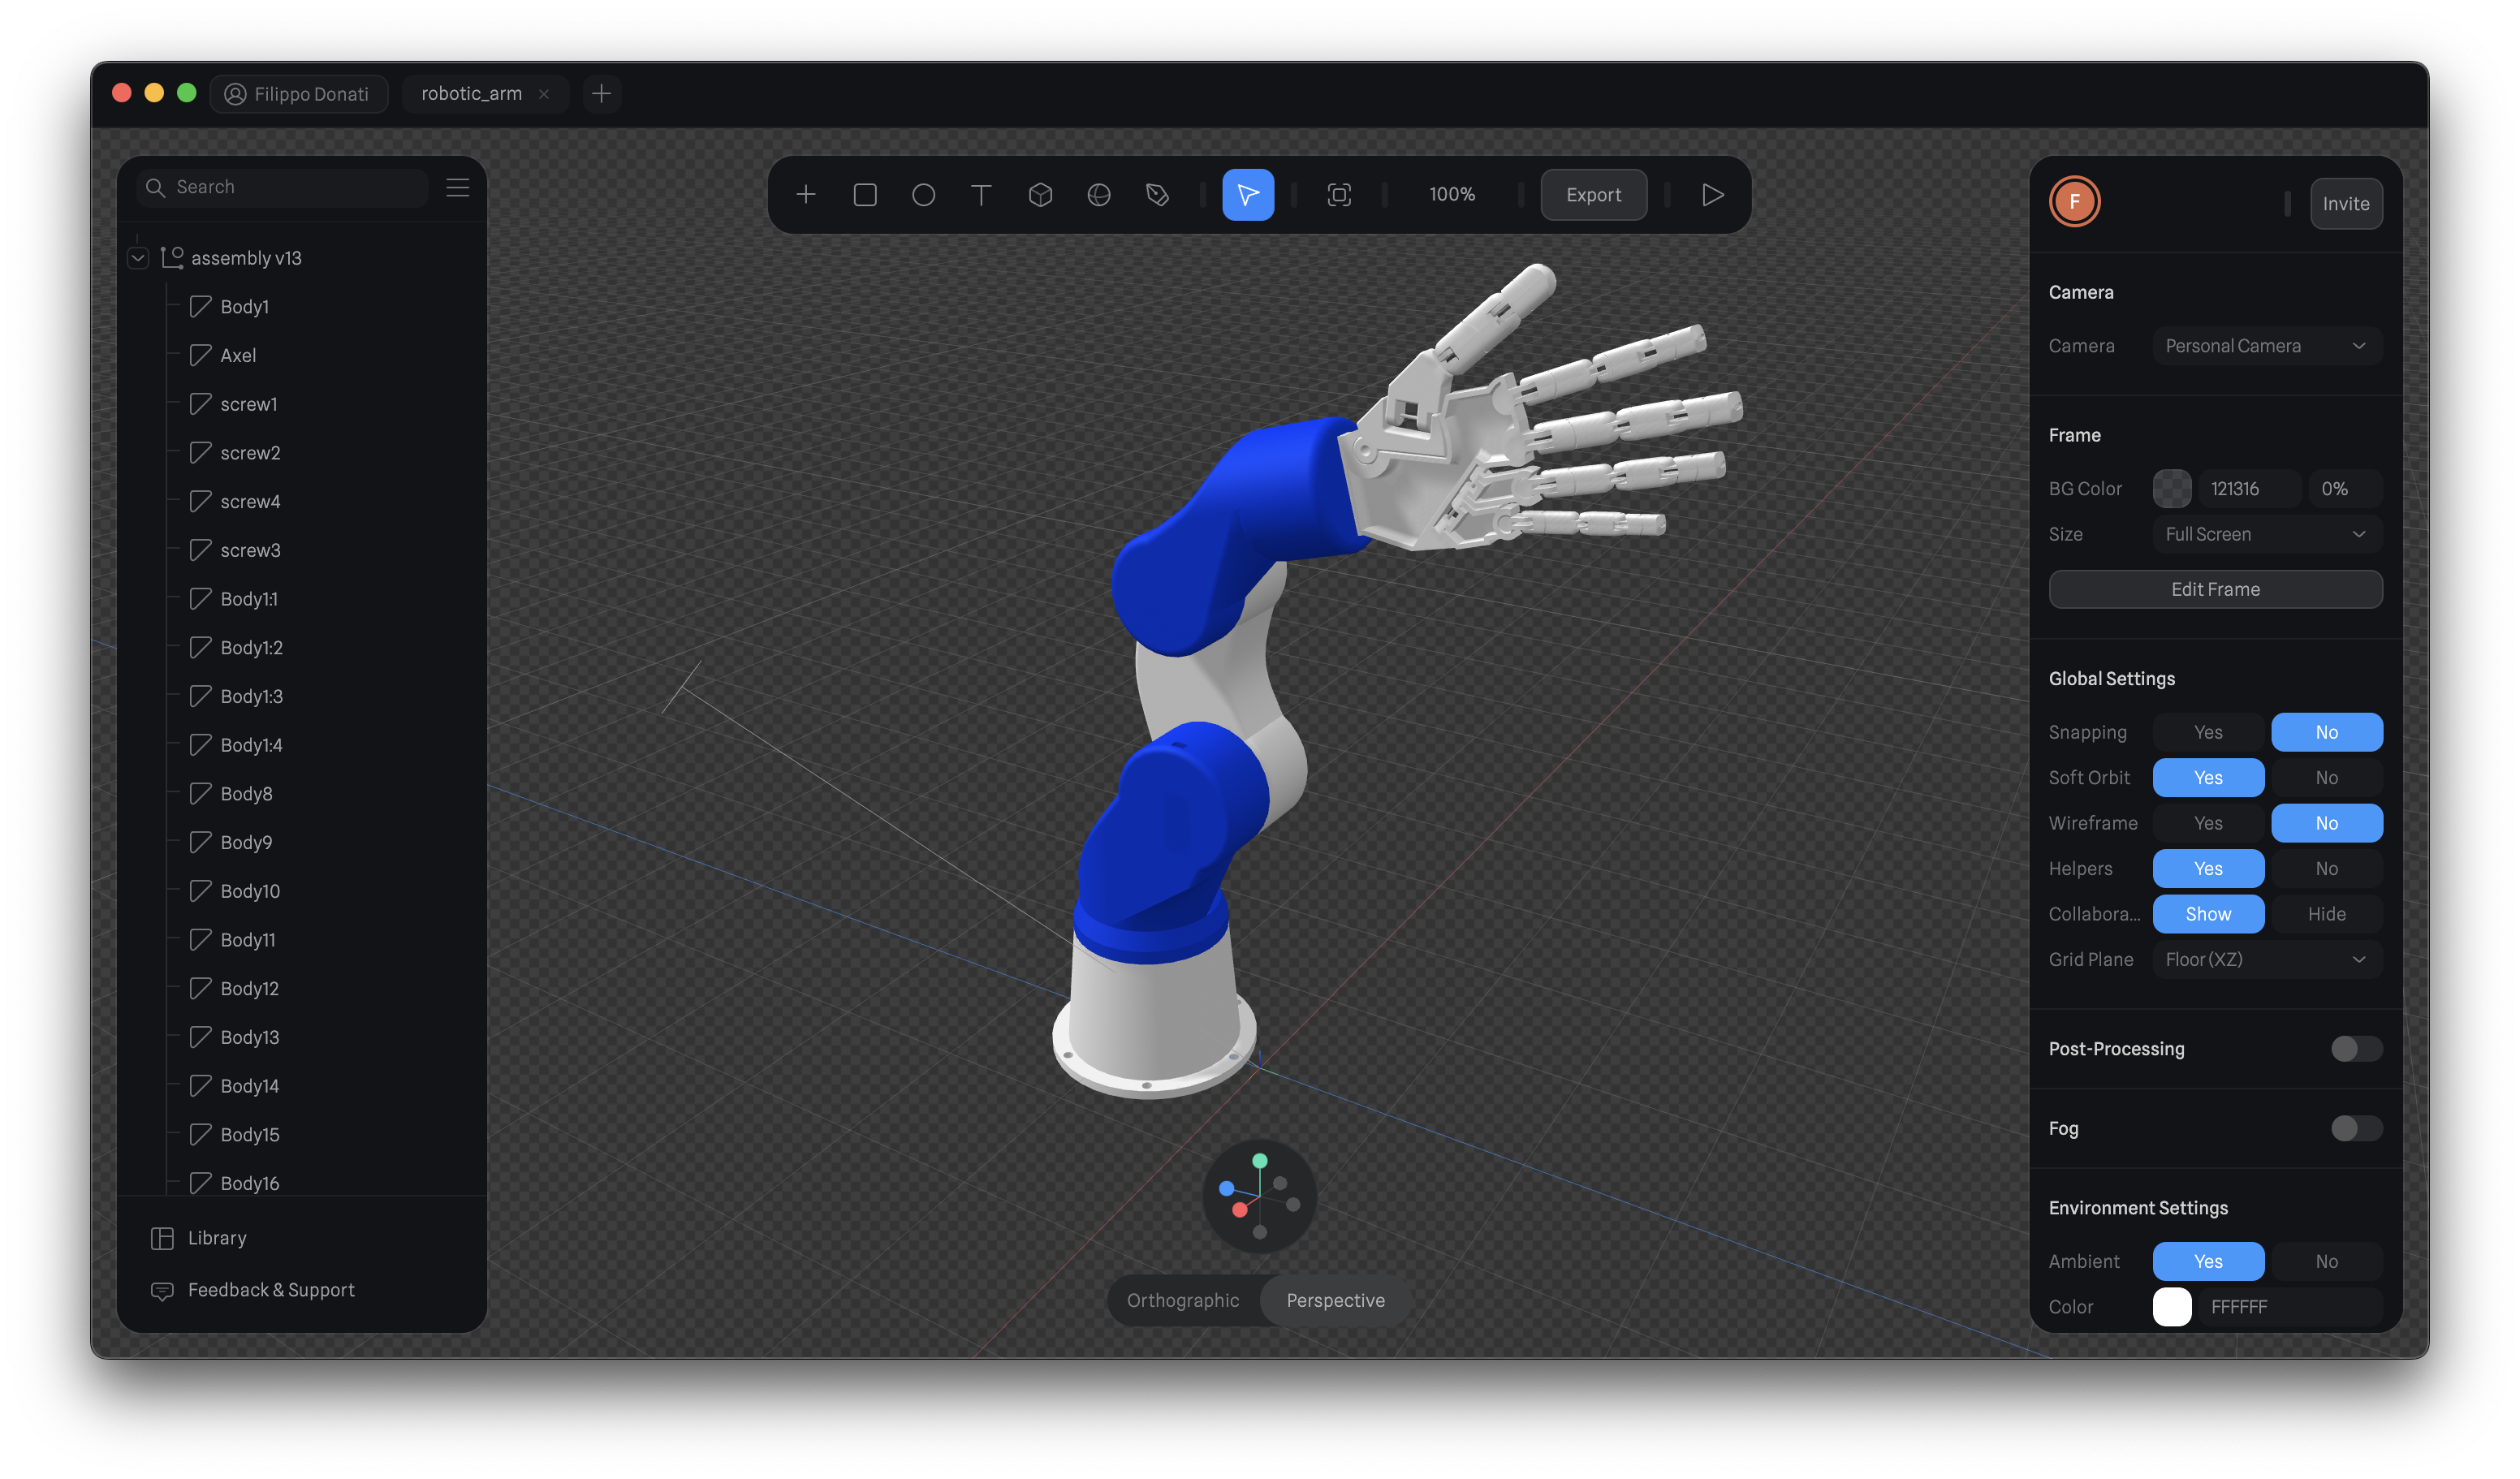 Filippo Donati
robotic_arm
Search
assembly v13
Body1
Axel
screw1
screw2
screw4
screw3
Body1:1
Body1:2
Body1:3
Body1:4
Body8
Body9
Body10
Body11
Body12
Body13
Body14
Body15
Body16
Library
Feedback & Support
100%
Export
Orthographic
Perspective
F
Invite
Camera
Camera Personal Camera
Frame
BG Color 121316 0%
Size Full Screen
Edit Frame
Global Settings
Snapping Yes No
Soft Orbit Yes No
Wireframe Yes No
Helpers Yes No
Collabora... Show Hide
Grid Plane Floor (XZ)
Post-Processing
Fog
Environment Settings
Ambient Yes No
Color FFFFFF